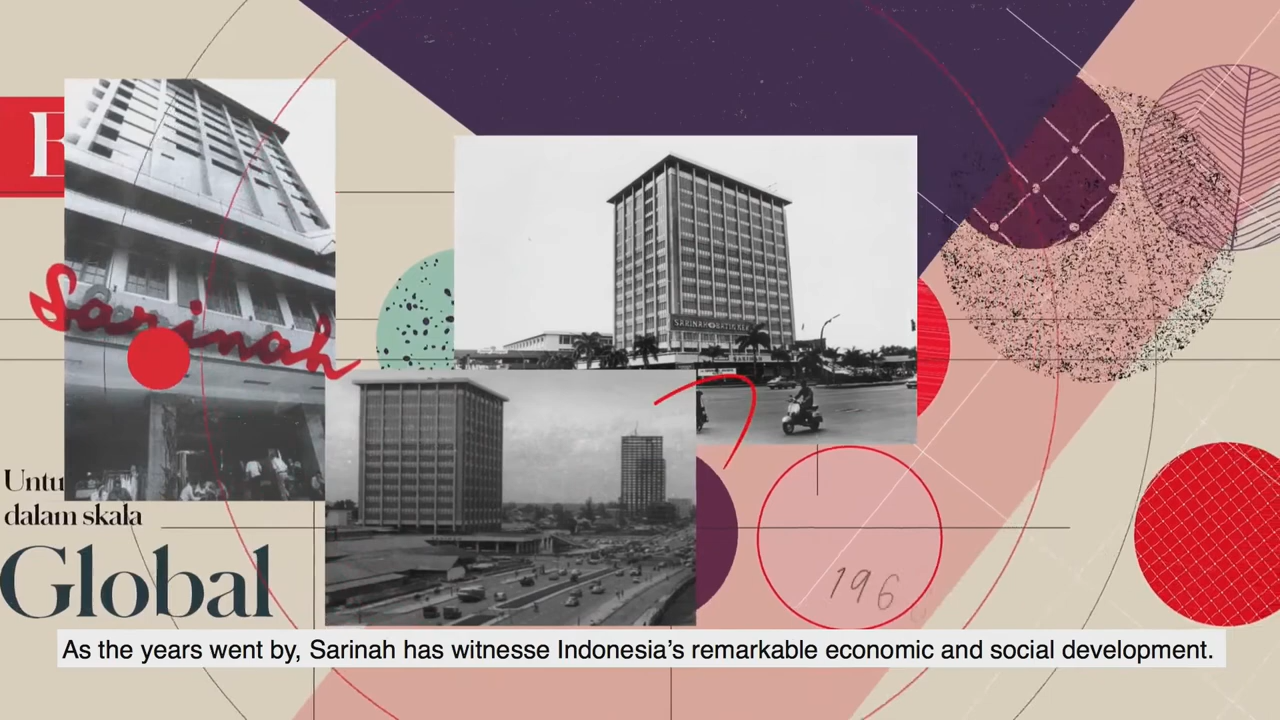 Sarinah
SARINAH
Untu
dalam skala
Global
196
As the years went by, Sarinah has witnesse Indonesia’s remarkable economic and social development.